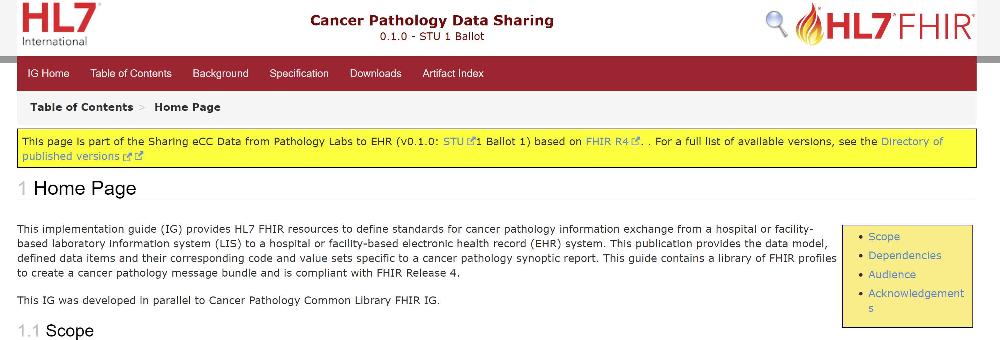 HL7®
International
Cancer Pathology Data Sharing
0.1.0 - STU 1 Ballot
®HL7®FHIR®
IG Home Table of Contents Background Specification Downloads Artifact Index
Table of Contents > Home Page
This page is part of the Sharing eCC Data from Pathology Labs to EHR (v0.1.0: STU 1 Ballot 1) based on FHIR R4 . . For a full list of available versions, see the Directory of
published versions
1 Home Page
This implementation guide (IG) provides HL7 FHIR resources to define standards for cancer pathology information exchange from a hospital or facility-
based laboratory information system (LIS) to a hospital or facility-based electronic health record (EHR) system. This publication provides the data model,
defined data items and their corresponding code and value sets specific to a cancer pathology synoptic report. This guide contains a library of FHIR profiles
to create a cancer pathology message bundle and is compliant with FHIR Release 4.
This IG was developed in parallel to Cancer Pathology Common Library FHIR IG.
• Scope
• Dependencies
• Audience
• Acknowledgement
s
1.1 Scope